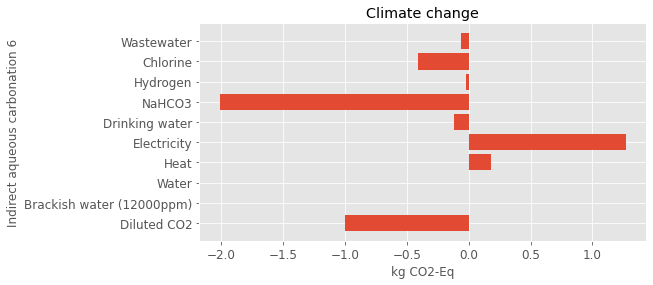 Climate change
Indirect aqueous carbonation 6
Wastewater
Chlorine
Hydrogen
NaHCO3
Drinking water
Electricity
Heat
Water
Brackish water (12000ppm)
Diluted CO2
−2.0 −1.5 −1.0 −0.5 0.0 0.5 1.0
kg CO2-Eq